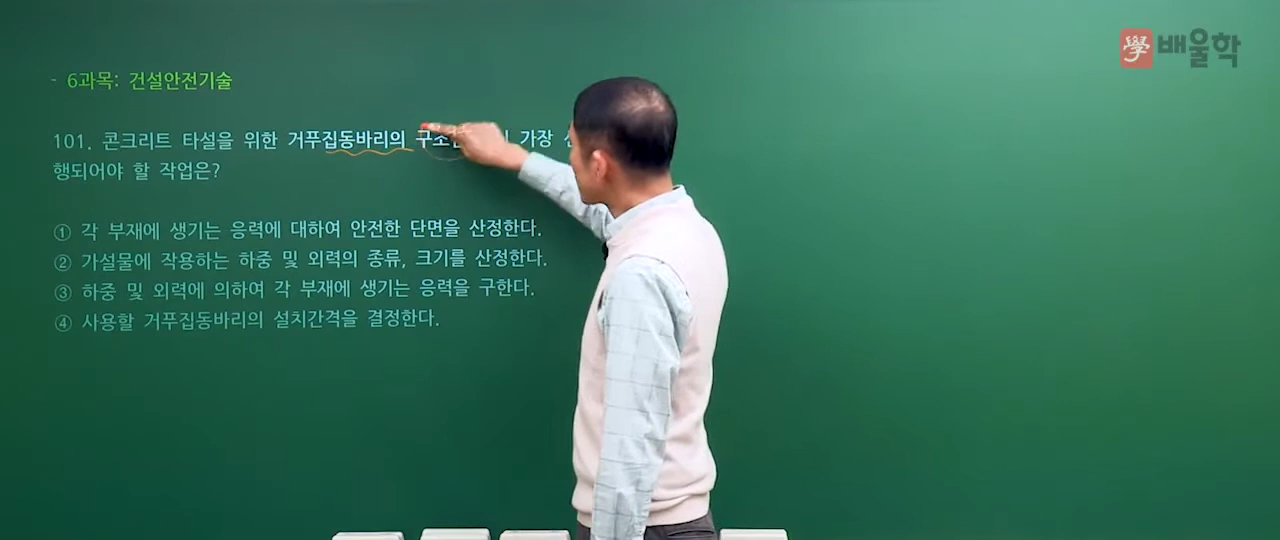 學 배울학
- 6과목: 건설안전기술
101. 콘크리트 타설을 위한 거푸집동바리의 가장
행되어야 할 작업은?
① 각 부재에 생기는 응력에 대하여 안전한 단면을 산정한다.
② 가설물에 작용하는 하중 및 외력의 종류, 크기를 산정한다.
③ 하중 및 외력에 의하여 각 부재에 생기는 응력을 구한다.
④ 사용할 거푸집동바리의 설치간격을 결정한다.